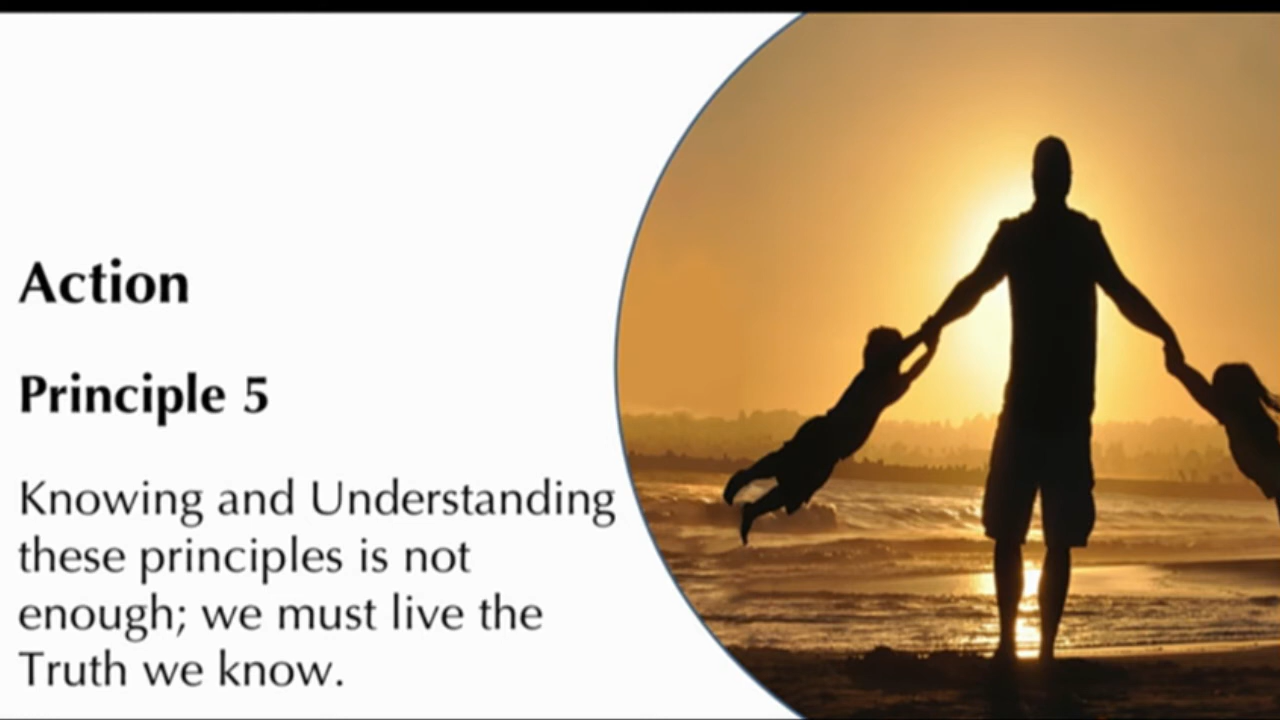 Action
Principle 5
Knowing and Understanding
these principles is not
enough; we must live the
Truth we know.